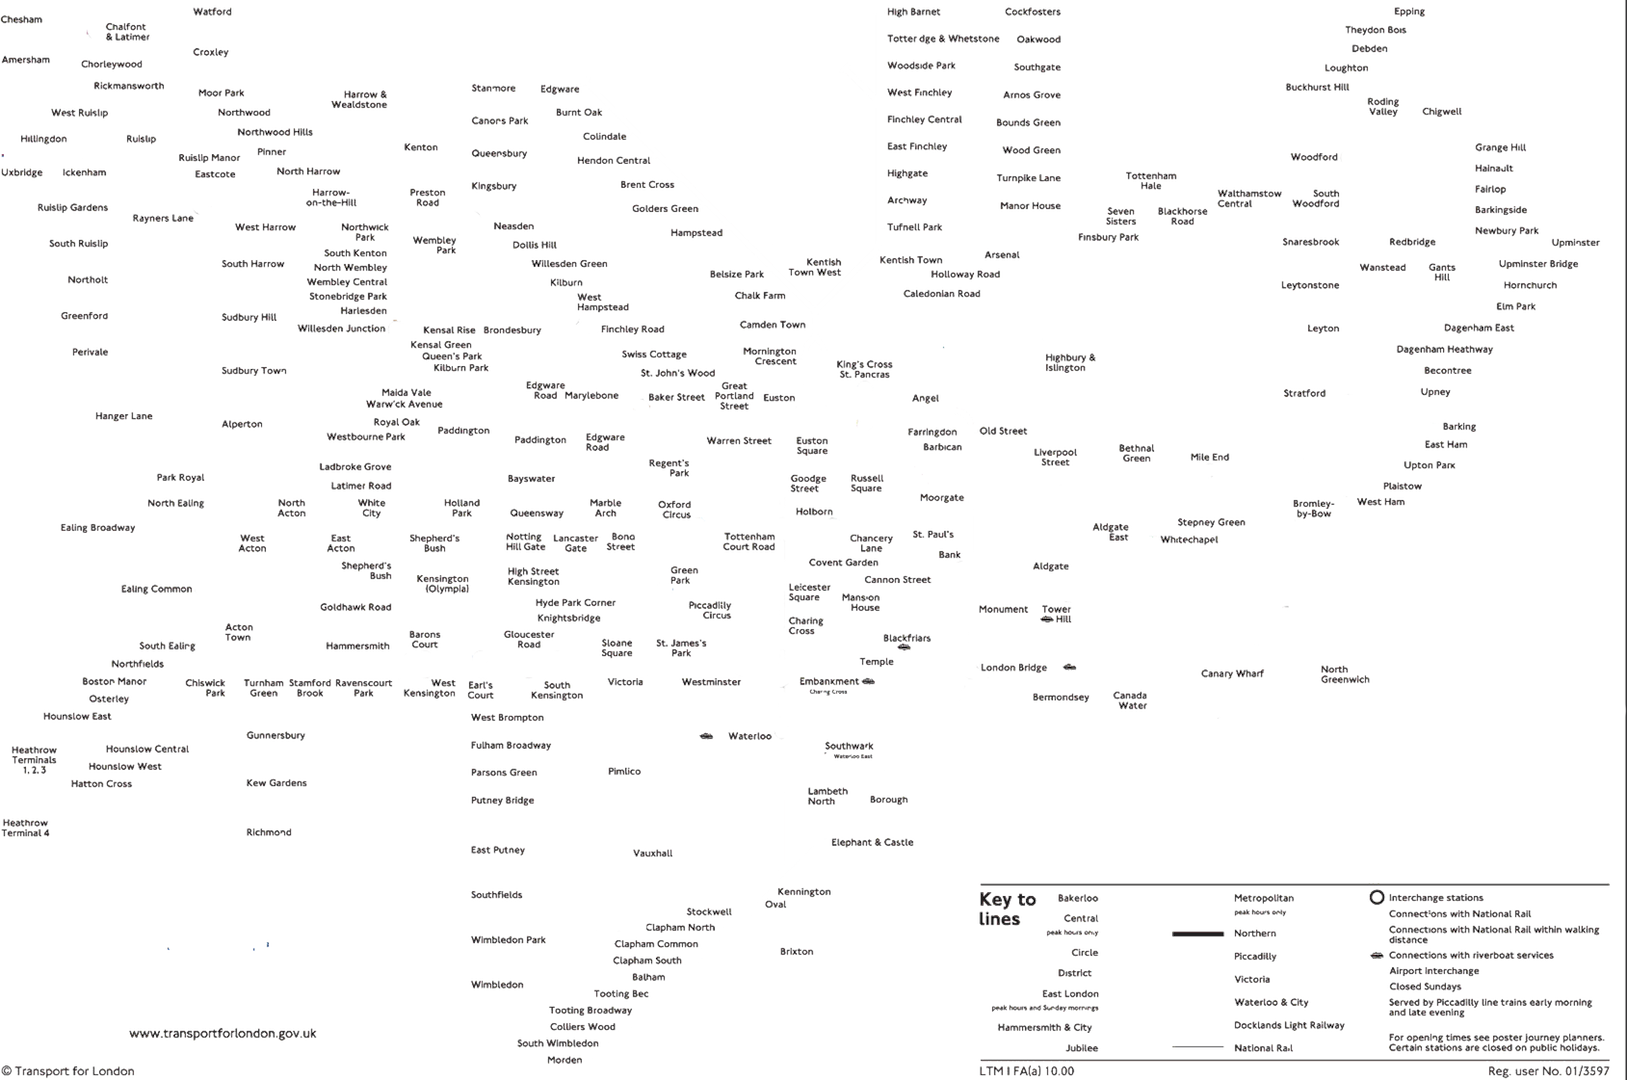 Chesham
Watford
Chalfont
& Latimer
Croxley
Amersham
Chorleywood
Rickmansworth
Moor Park
Harrow &
Wealdstone
West Ruislip
Northwood
Hillingdon
Ruislip
Northwood Hills
Ruislip Manor
Pinner
Uxbridge
Ickenham
Eastcote
North Harrow
Kenton
Harrow-
on-the-Hill
Preston
Road
Ruislip Gardens
Rayners Lane
West Harrow
Northwick
Park
Wembley
Park
South Ruislip
South Kenton
South Harrow
North Wembley
Northolt
Wembley Central
Stonebridge Park
Harlesden
Greenford
Sudbury Hill
Willesden Junction
Perivale
Sudbury Town
Stanmore
Edgware
Canons Park
Burnt Oak
Colindale
Queensbury
Hendon Central
Kingsbury
Brent Cross
Golders Green
Neasden
Hampstead
Dollis Hill
Willesden Green
Kilburn
West
Hampstead
Belsize Park
Kentish
Town West
Chalk Farm
Camden Town
Kensal Rise
Brondesbury
Finchley Road
Kensal Green
Queen's Park
Kilburn Park
Swiss Cottage
Mornington
Crescent
St. John's Wood
King's Cross
St. Pancras
High Barnet
Cockfosters
Totteridge & Whetstone
Oakwood
Woodside Park
Southgate
West Finchley
Arnos Grove
Finchley Central
Bounds Green
East Finchley
Wood Green
Highgate
Turnpike Lane
Archway
Manor House
Tufnell Park
Kentish Town
Arsenal
Holloway Road
Caledonian Road
Highbury &
Islington
Tottenham
Hale
Seven
Sisters
Blackhorse
Road
Finsbury Park
Walthamstow
Central
South
Woodford
Epping
Theydon Bois
Debden
Loughton
Buckhurst Hill
Roding
Valley
Chigwell
Grange Hill
Woodford
Hainault
Fairlop
Barkingside
Newbury Park
Snaresbrook
Redbridge
Upminster
Wanstead
Gants
Hill
Upminster Bridge
Leytonstone
Hornchurch
Elm Park
Leyton
Dagenham East
Dagenham Heathway
Becontree
Stratford
Upney
Barking
East Ham
Upton Park
Plaistow
West Ham
Bromley-
by-Bow
Maida Vale
Warwick Avenue
Edgware
Road
Marylebone
Baker Street
Great
Portland
Street
Euston
Angel
Hanger Lane
Alperton
Royal Oak
Westbourne Park
Paddington
Paddington
Edgware
Road
Warren Street
Euston
Square
Farringdon
Old Street
Barbican
Liverpool
Street
Bethnal
Green
Mile End
Ladbroke Grove
Latimer Road
Bayswater
Regent's
Park
Goodge
Street
Russell
Square
Park Royal
Moorgate
North Ealing
North
Acton
White
City
Holland
Park
Queensway
Marble
Arch
Oxford
Circus
Holborn
Ealing Broadway
West
Acton
East
Acton
Shepherd's
Bush
Notting
Hill Gate
Lancaster
Gate
Bond
Street
Tottenham
Court Road
Chancery
Lane
St. Paul's
Bank
Aldgate
East
Stepney Green
Whitechapel
Shepherd's
Bush
Kensington
(Olympia)
High Street
Kensington
Green
Park
Covent Garden
Cannon Street
Aldgate
Ealing Common
Leicester
Square
Mansion
House
Goldhawk Road
Hyde Park Corner
Knightsbridge
Piccadilly
Circus
Charing
Cross
Monument
Tower
Hill
Acton
Town
South Ealing
Hammersmith
Barons
Court
Gloucester
Road
Sloane
Square
St. James's
Park
Blackfriars
Temple
London Bridge
Northfields
Boston Manor
Chiswick
Park
Turnham
Green
Stamford
Brook
Ravenscourt
Park
West
Kensington
Earl's
Court
South
Kensington
Victoria
Westminster
Embankment
Charing Cross
Bermondsey
Canada
Water
Canary Wharf
North
Greenwich
Osterley
Hounslow East
Gunnersbury
West Brompton
Waterloo
Southwark
Waterloo East
Heathrow
Terminals
1, 2, 3
Hounslow Central
Hounslow West
Hatton Cross
Kew Gardens
Fulham Broadway
Parsons Green
Pimlico
Putney Bridge
Lambeth
North
Borough
Heathrow
Terminal 4
Richmond
Elephant & Castle
East Putney
Vauxhall
Southfields
Kennington
Oval
Stockwell
Clapham North
Wimbledon Park
Clapham Common
Brixton
Clapham South
Balham
Wimbledon
Tooting Bec
Tooting Broadway
Colliers Wood
South Wimbledon
Morden
www.transportforlondon.gov.uk
© Transport for London
Key to
lines
Bakerloo
Central
peak hours only
Circle
District
East London
peak hours and Sunday mornings
Hammersmith & City
Jubilee
Metropolitan
peak hours only
Northern
Piccadilly
Victoria
Waterloo & City
Docklands Light Railway
National Rail
Interchange stations
Connections with National Rail
Connections with National Rail within walking
distance
Connections with riverboat services
Airport interchange
Closed Sundays
Served by Piccadilly line trains early morning
and late evening
For opening times see poster journey planners.
Certain stations are closed on public holidays.
LTM I FA(a) 10.00
Reg. user No. 01/3597